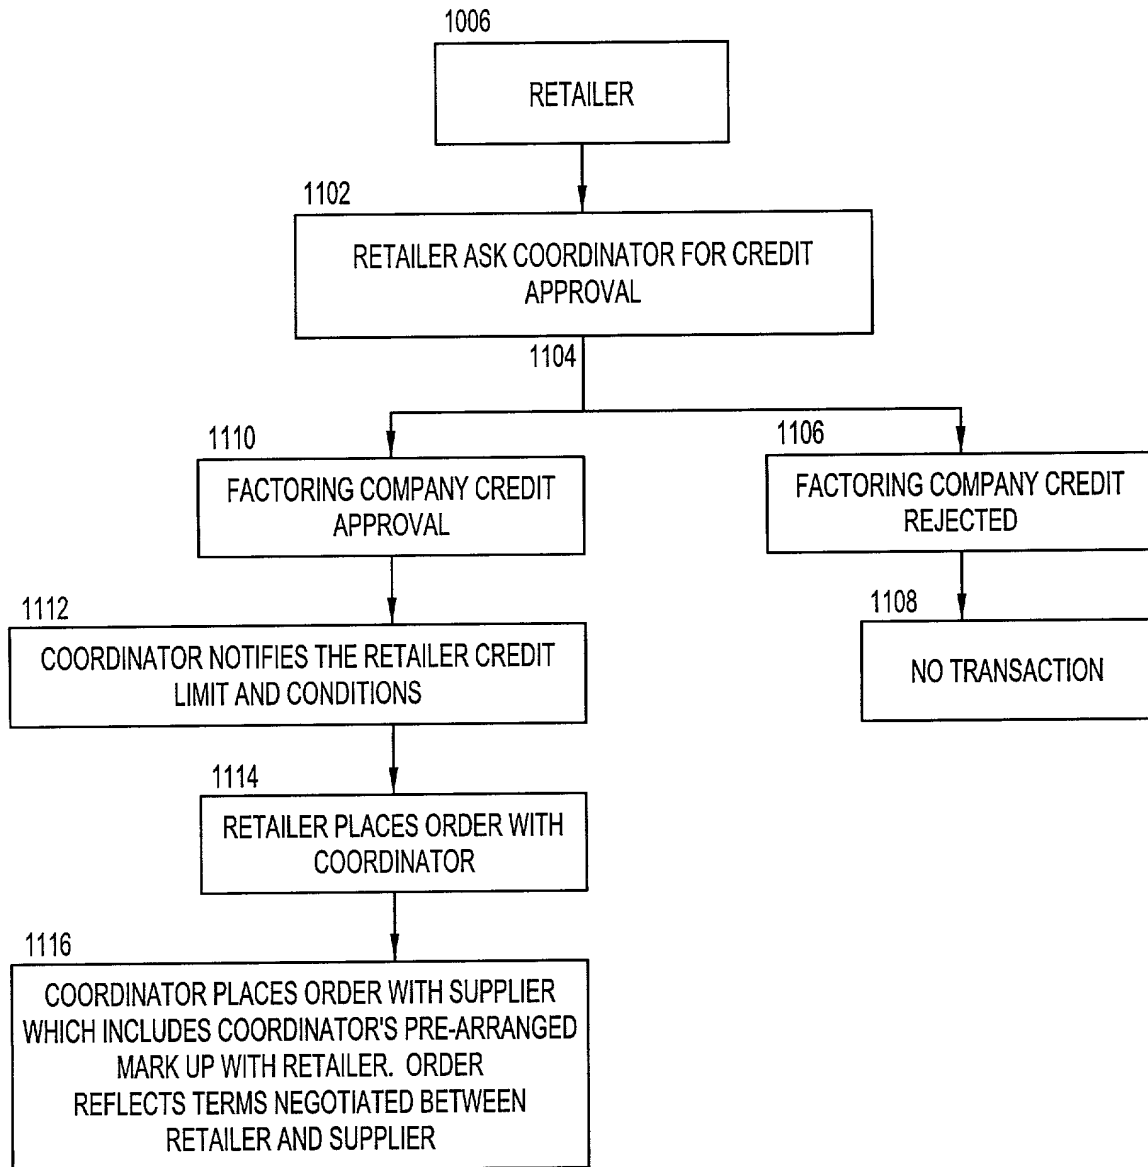 1006
RETAILER
1102
RETAILER ASK COORDINATOR FOR CREDIT
APPROVAL
1104
1110
FACTORING COMPANY CREDIT
APPROVAL
1106
FACTORING COMPANY CREDIT
REJECTED
1112
COORDINATOR NOTIFIES THE RETAILER CREDIT
LIMIT AND CONDITIONS
1108
NO TRANSACTION
1114
RETAILER PLACES ORDER WITH
COORDINATOR
1116
COORDINATOR PLACES ORDER WITH SUPPLIER
WHICH INCLUDES COORDINATOR'S PRE-ARRANGED
MARK UP WITH RETAILER. ORDER
REFLECTS TERMS NEGOTIATED BETWEEN
RETAILER AND SUPPLIER